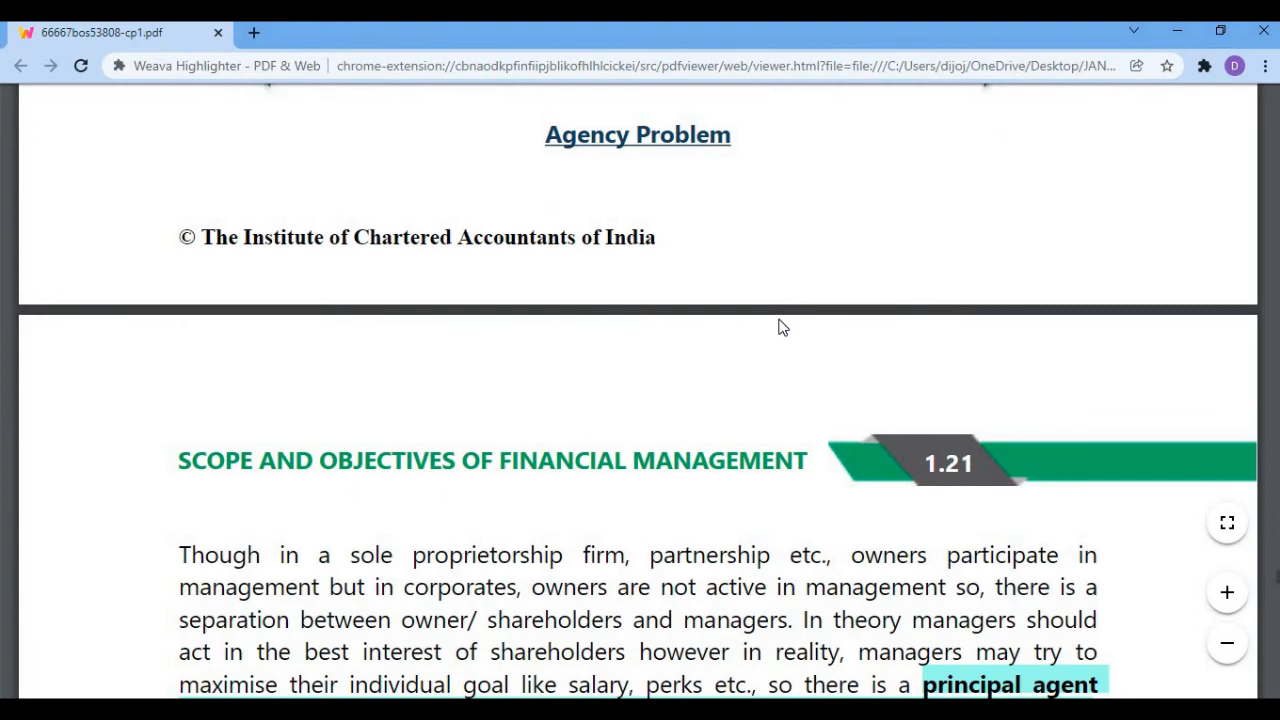 66667bos53808-cp1.pdf
Weava Highlighter - PDF & Web
chrome-extension://cbnaodkpfinfiipjblikofhlhlcickei/src/pdfviewer/web/viewer.html?file=file:///C:/Users/dijoj/OneDrive/Desktop/JAN...
D
Agency Problem
© The Institute of Chartered Accountants of India
SCOPE AND OBJECTIVES OF FINANCIAL MANAGEMENT
1.21
Though in a sole proprietorship firm, partnership etc., owners participate in
management but in corporates, owners are not active in management so, there is a
separation between owner/ shareholders and managers. In theory managers should
act in the best interest of shareholders however in reality, managers may try to
maximise their individual goal like salary, perks etc., so there is a principal agent